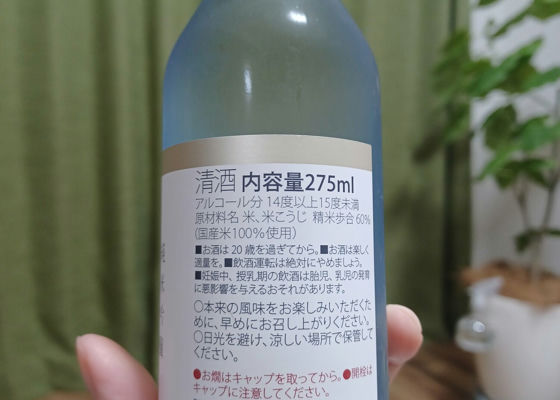 清酒 内容量275ml
アルコール分 14度以上15度未満
原材料名 米、米こうじ 精米歩合 60%
(国産米100%使用)
■お酒は 20 歳を過ぎてから。■お酒は楽しく
適量を。■飲酒運転は絶対にやめましょう。
■妊娠中、授乳期の飲酒は胎児、乳児の発育
に悪影響を与えるおそれがあります。
○本来の風味をお楽しみいただくた
めに、早めにお召し上がりください。
○日光を避け、涼しい場所で保管して
ください。
●お燗はキャップを取ってから。●開栓は
キャップに注意してください。